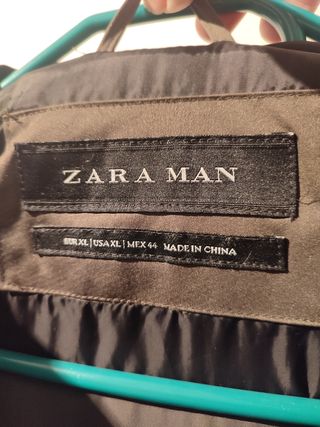 ZARA MAN
EUR XL | USA XL | MEX 44 MADE IN CHINA